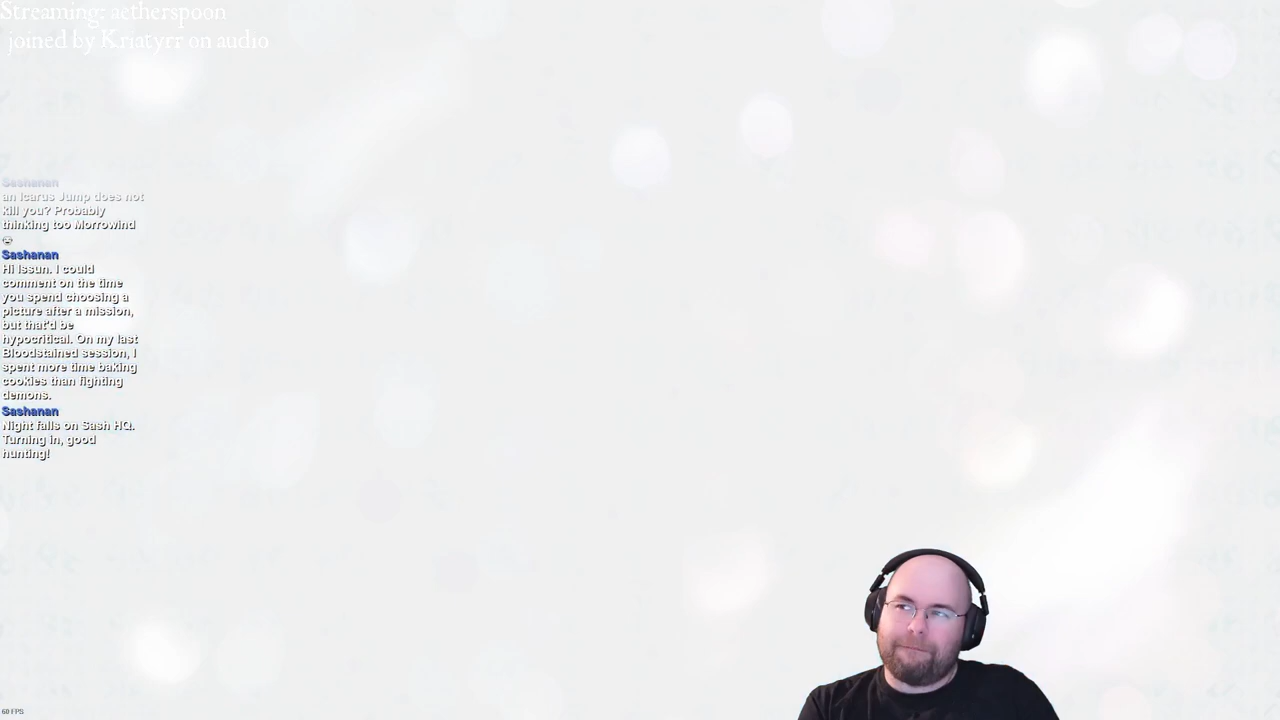 Streaming: aetherspoon
joined by Kriatyrr on audio
Sashanan
an Icarus Jump does not
kill you? Probably
thinking too Morrowind
Sashanan
Hi Issun. I could
comment on the time
you spend choosing a
picture after a mission,
but that'd be
hypocritical. On my last
Bloodstained session, I
spent more time baking
cookies than fighting
demons.
Sashanan
Night falls on Sash HQ.
Turning in, good
hunting!
60 FPS